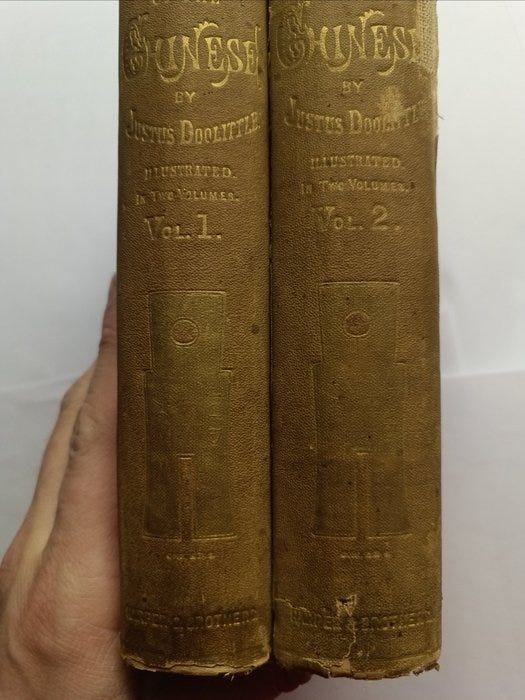 CHINESE
BY
JUSTUS DOOLITTLE.
ILLUSTRATED.
IN TWO VOLUMES.
VOL. 1.
HARPER & BROTHERS
CHINESE
BY
JUSTUS DOOLITTLE
ILLUSTRATED.
IN TWO VOLUMES.
VOL. 2.
HARPER & BROTHERS